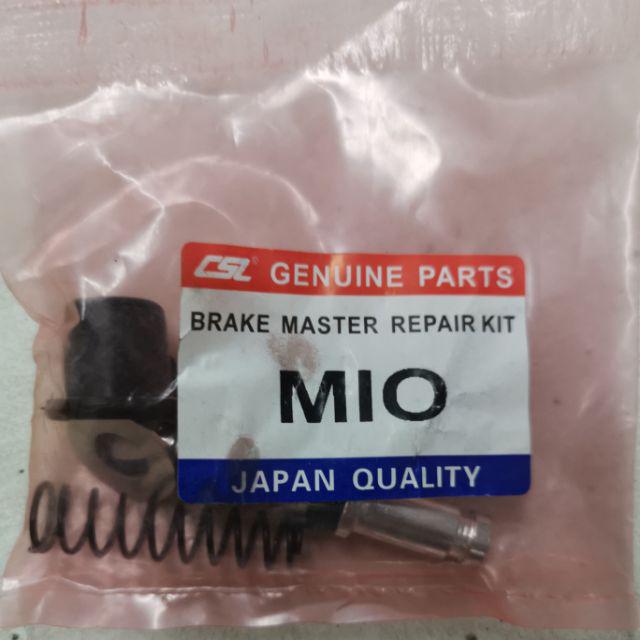 CSL® GENUINE PARTS
BRAKE MASTER REPAIR KIT
MIO
JAPAN QUALITY